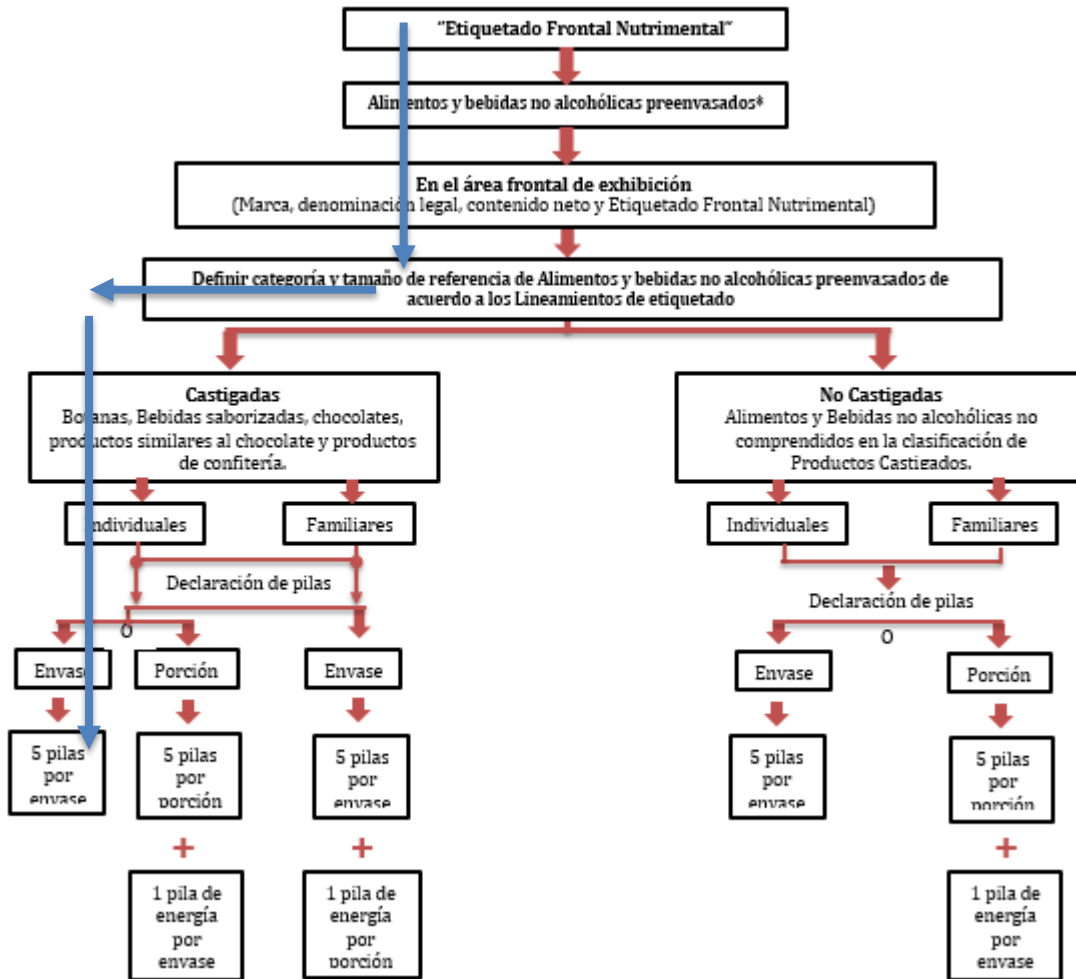 "Etiquetado Frontal Nutrimental"
Alimentos y bebidas no alcohólicas preenvasados*
En el área frontal de exhibición
(Marca, denominación legal, contenido neto y Etiquetado Frontal Nutrimental)
Definir categoría y tamaño de referencia de Alimentos y bebidas no alcohólicas preenvasados de
acuerdo a los Lineamientos de etiquetado
Castigadas
Botanas, Bebidas saborizadas, chocolates,
productos similares al chocolate y productos
de confitería.
No Castigadas
Alimentos y Bebidas no alcohólicas no
comprendidos en la clasificación de
Productos Castigados.
Individuales
Familiares
Individuales
Familiares
Declaración de pilas
Declaración de pilas
O
O
Envase
Porción
Envase
Envase
Porción
5 pilas
por
envase
5 pilas
por
porción
5 pilas
por
envase
5 pilas
por
envase
5 pilas
por
porción
+
+
+
1 pila de
energía
por
envase
1 pila de
energía
por
porción
1 pila de
energía
por
envase